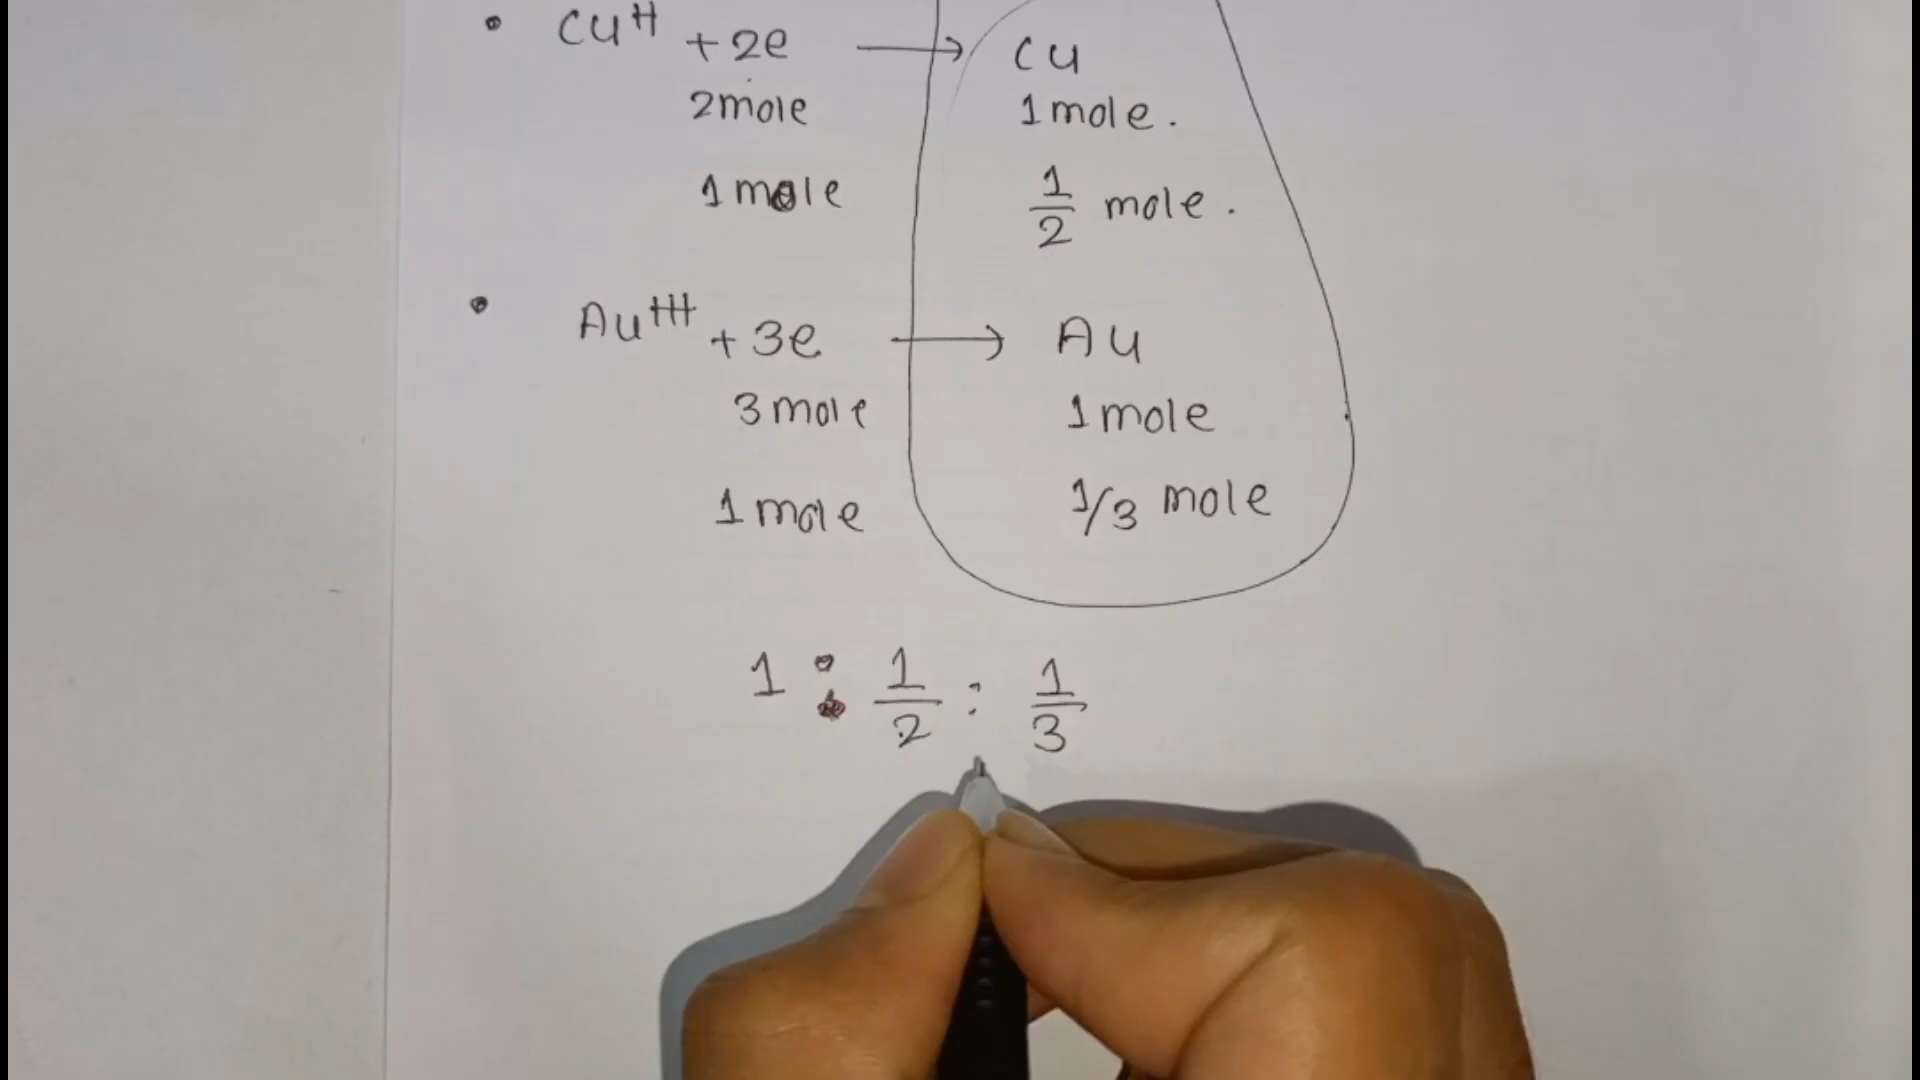 • Cu++ + 2e → Cu
2mole 1mole.
1mole 1/2 mole.
• Au+++ + 3e → Au
3mole 1mole
1mole 1/3 mole
1 : 1/2 : 1/3